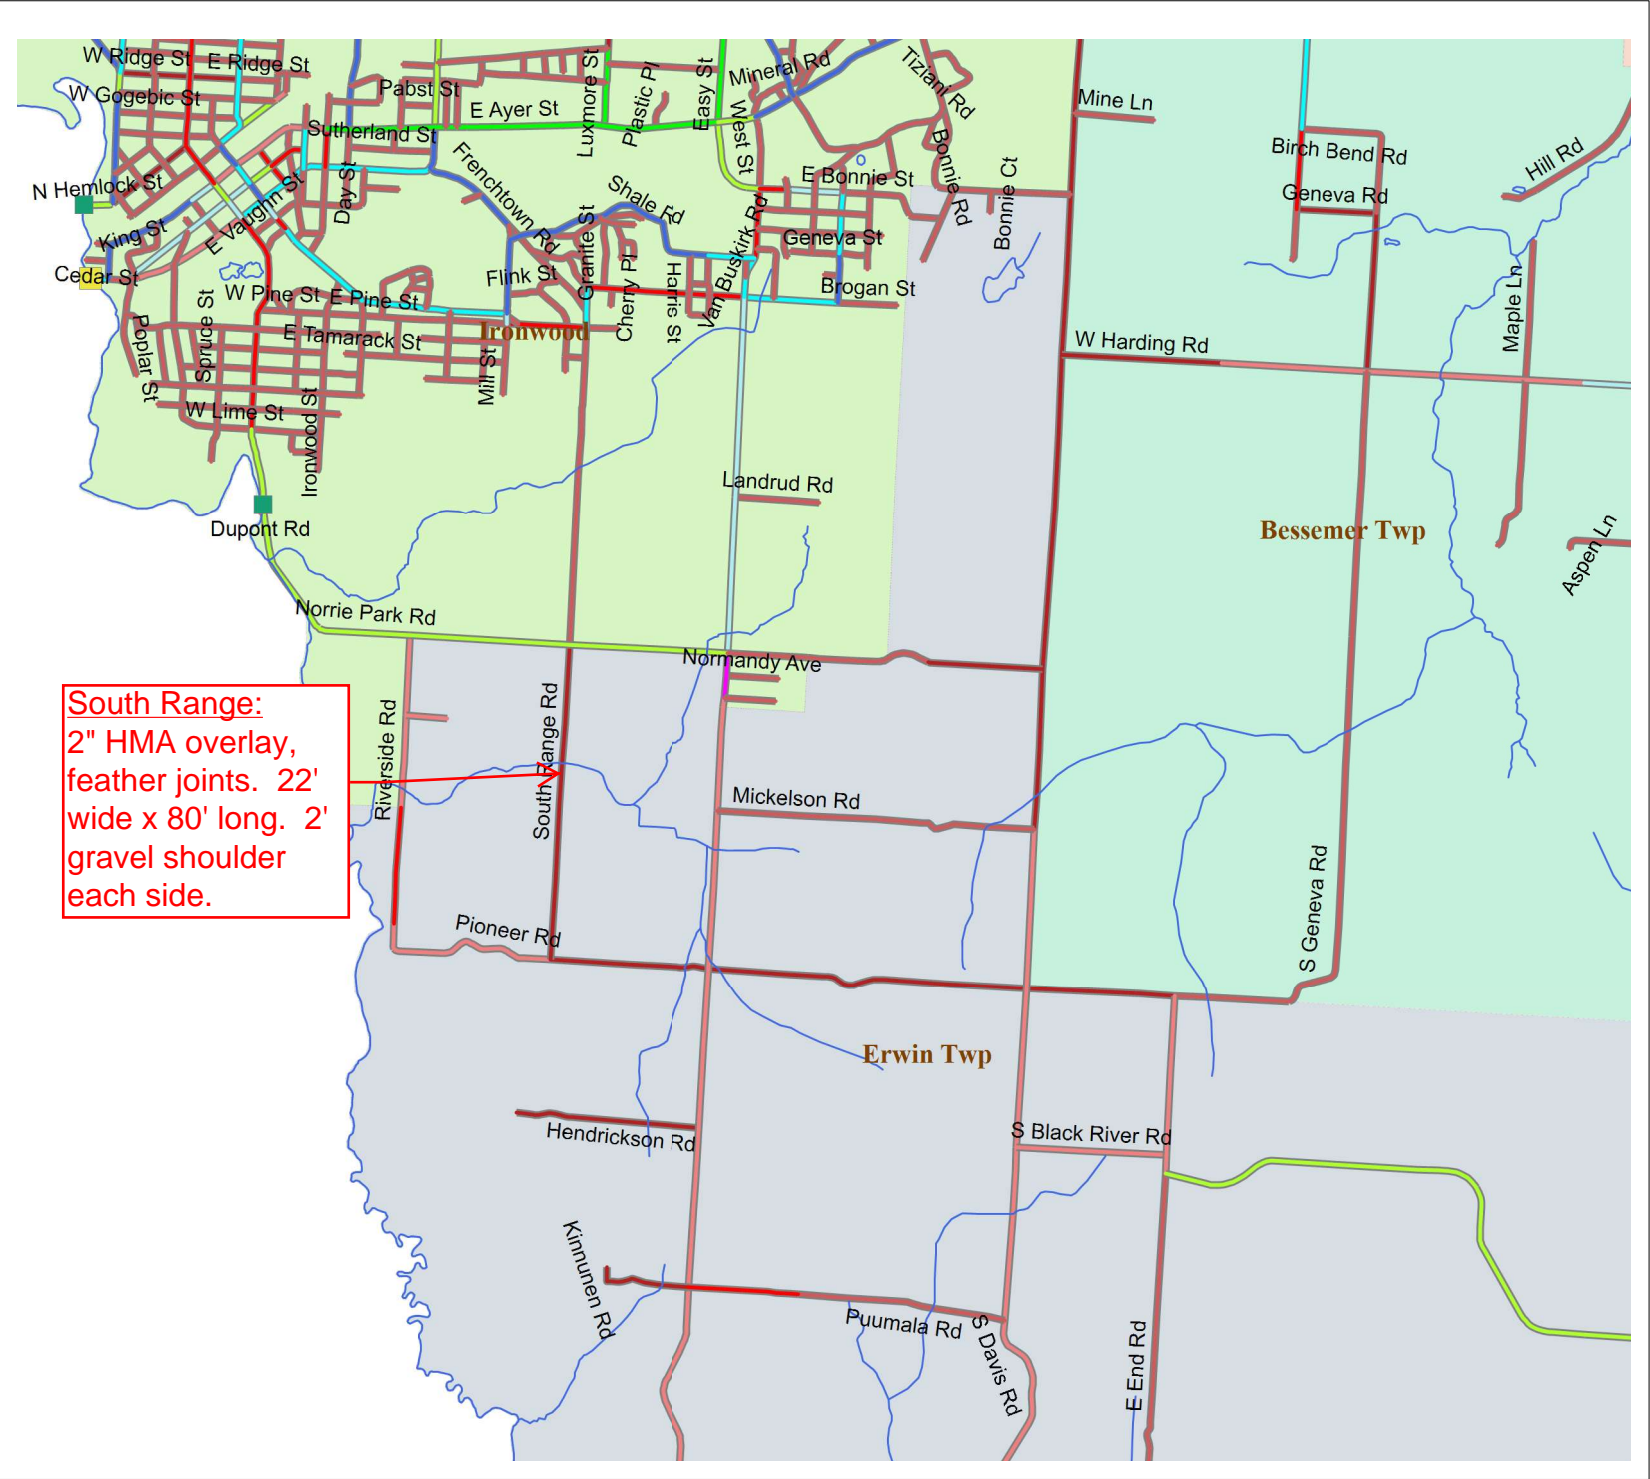 W Ridge St
E Ridge St
W Gogebic St
Pabst St
E Ayer St
Luxmore St
Plastic Pl
Easy St
Mineral Rd
Tiziani Rd
Mine Ln
Sutherland St
West St
Bonnie Rd
Birch Bend Rd
Hill Rd
N Hemlock St
Day St
Frenchtown Rd
Shale Rd
E Bonnie St
Bonnie Ct
Geneva Rd
King St
E Vaughn St
Granite St
Cherry Pl
Harris St
Van Buskirk Rd
Geneva St
Cedar St
Flink St
Brogan St
Maple Ln
W Pine St
E Pine St
Poplar St
Spruce St
E Tamarack St
Ironwood
Mill St
W Harding Rd
W Lime St
Ironwood St
Landrud Rd
Dupont Rd
Bessemer Twp
Aspen Ln
Norrie Park Rd
Normandy Ave
South Range:
2" HMA overlay,
feather joints.  22'
wide x 80' long.  2'
gravel shoulder
each side.
Riverside Rd
South Range Rd
Mickelson Rd
S Geneva Rd
Pioneer Rd
Erwin Twp
Hendrickson Rd
S Black River Rd
Kinnunen Rd
Puumala Rd
S Davis Rd
E End Rd